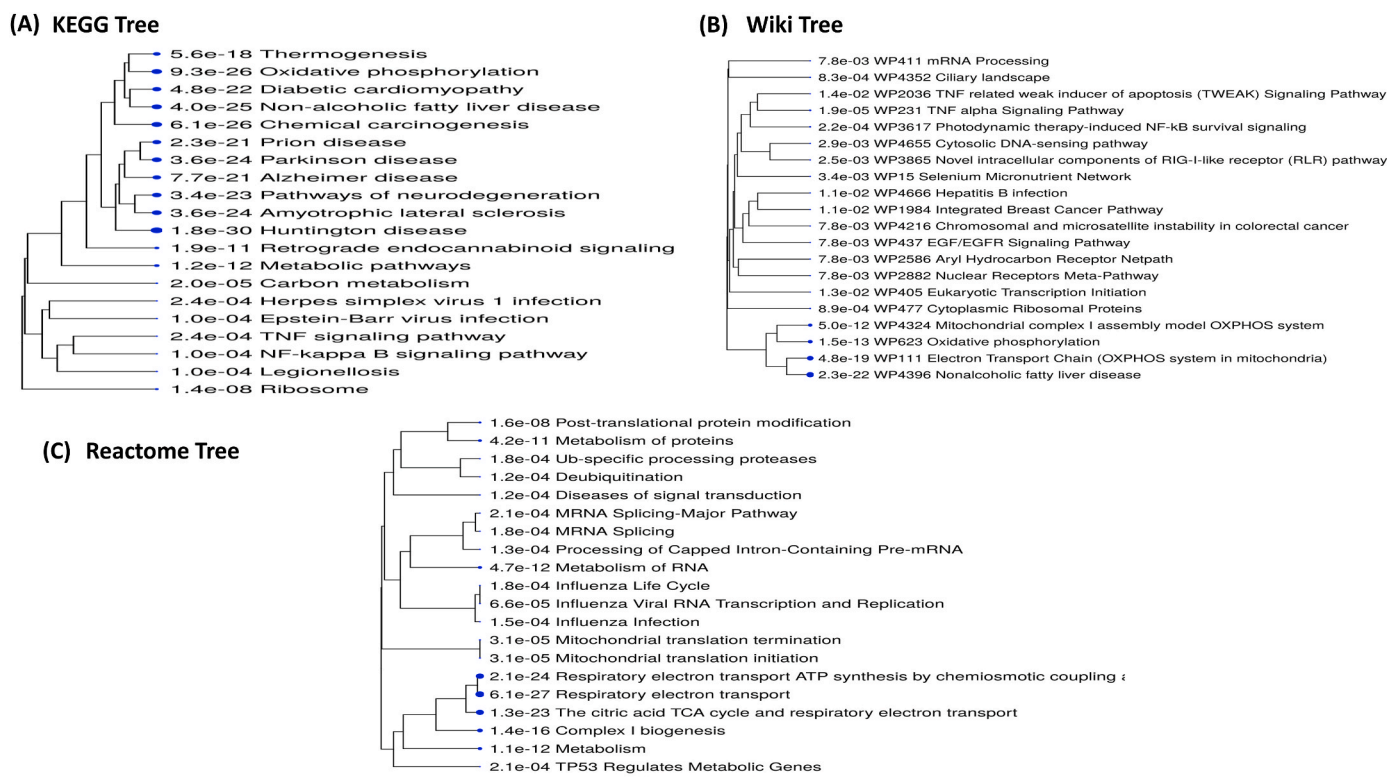 (A) KEGG Tree
5.6e-18 Thermogenesis
9.3e-26 Oxidative phosphorylation
4.8e-22 Diabetic cardiomyopathy
4.0e-25 Non-alcoholic fatty liver disease
6.1e-26 Chemical carcinogenesis
2.3e-21 Prion disease
3.6e-24 Parkinson disease
7.7e-21 Alzheimer disease
3.4e-23 Pathways of neurodegeneration
3.6e-24 Amyotrophic lateral sclerosis
1.8e-30 Huntington disease
1.9e-11 Retrograde endocannabinoid signaling
1.2e-12 Metabolic pathways
2.0e-05 Carbon metabolism
2.4e-04 Herpes simplex virus 1 infection
1.0e-04 Epstein-Barr virus infection
2.4e-04 TNF signaling pathway
1.0e-04 NF-kappa B signaling pathway
1.0e-04 Legionellosis
1.4e-08 Ribosome
(B) Wiki Tree
7.8e-03 WP411 mRNA Processing
8.3e-04 WP4352 Ciliary landscape
1.4e-02 WP2036 TNF related weak inducer of apoptosis (TWEAK) Signaling Pathway
1.9e-05 WP231 TNF alpha Signaling Pathway
2.2e-04 WP3617 Photodynamic therapy-induced NF-kB survival signaling
2.9e-03 WP4655 Cytosolic DNA-sensing pathway
2.5e-03 WP3865 Novel intracellular components of RIG-I-like receptor (RLR) pathway
3.4e-03 WP15 Selenium Micronutrient Network
1.1e-02 WP4666 Hepatitis B infection
1.1e-02 WP1984 Integrated Breast Cancer Pathway
7.8e-03 WP4216 Chromosomal and microsatellite instability in colorectal cancer
7.8e-03 WP437 EGF/EGFR Signaling Pathway
7.8e-03 WP2586 Aryl Hydrocarbon Receptor Netpath
7.8e-03 WP2882 Nuclear Receptors Meta-Pathway
1.3e-02 WP405 Eukaryotic Transcription Initiation
8.9e-04 WP477 Cytoplasmic Ribosomal Proteins
5.0e-12 WP4324 Mitochondrial complex I assembly model OXPHOS system
1.5e-13 WP623 Oxidative phosphorylation
4.8e-19 WP111 Electron Transport Chain (OXPHOS system in mitochondria)
2.3e-22 WP4396 Nonalcoholic fatty liver disease
(C) Reactome Tree
1.6e-08 Post-translational protein modification
4.2e-11 Metabolism of proteins
1.8e-04 Ub-specific processing proteases
1.2e-04 Deubiquitination
1.2e-04 Diseases of signal transduction
2.1e-04 MRNA Splicing-Major Pathway
1.8e-04 MRNA Splicing
1.3e-04 Processing of Capped Intron-Containing Pre-mRNA
4.7e-12 Metabolism of RNA
1.8e-04 Influenza Life Cycle
6.6e-05 Influenza Viral RNA Transcription and Replication
1.5e-04 Influenza Infection
3.1e-05 Mitochondrial translation termination
3.1e-05 Mitochondrial translation initiation
2.1e-24 Respiratory electron transport ATP synthesis by chemiosmotic coupling
6.1e-27 Respiratory electron transport
1.3e-23 The citric acid TCA cycle and respiratory electron transport
1.4e-16 Complex I biogenesis
1.1e-12 Metabolism
2.1e-04 TP53 Regulates Metabolic Genes